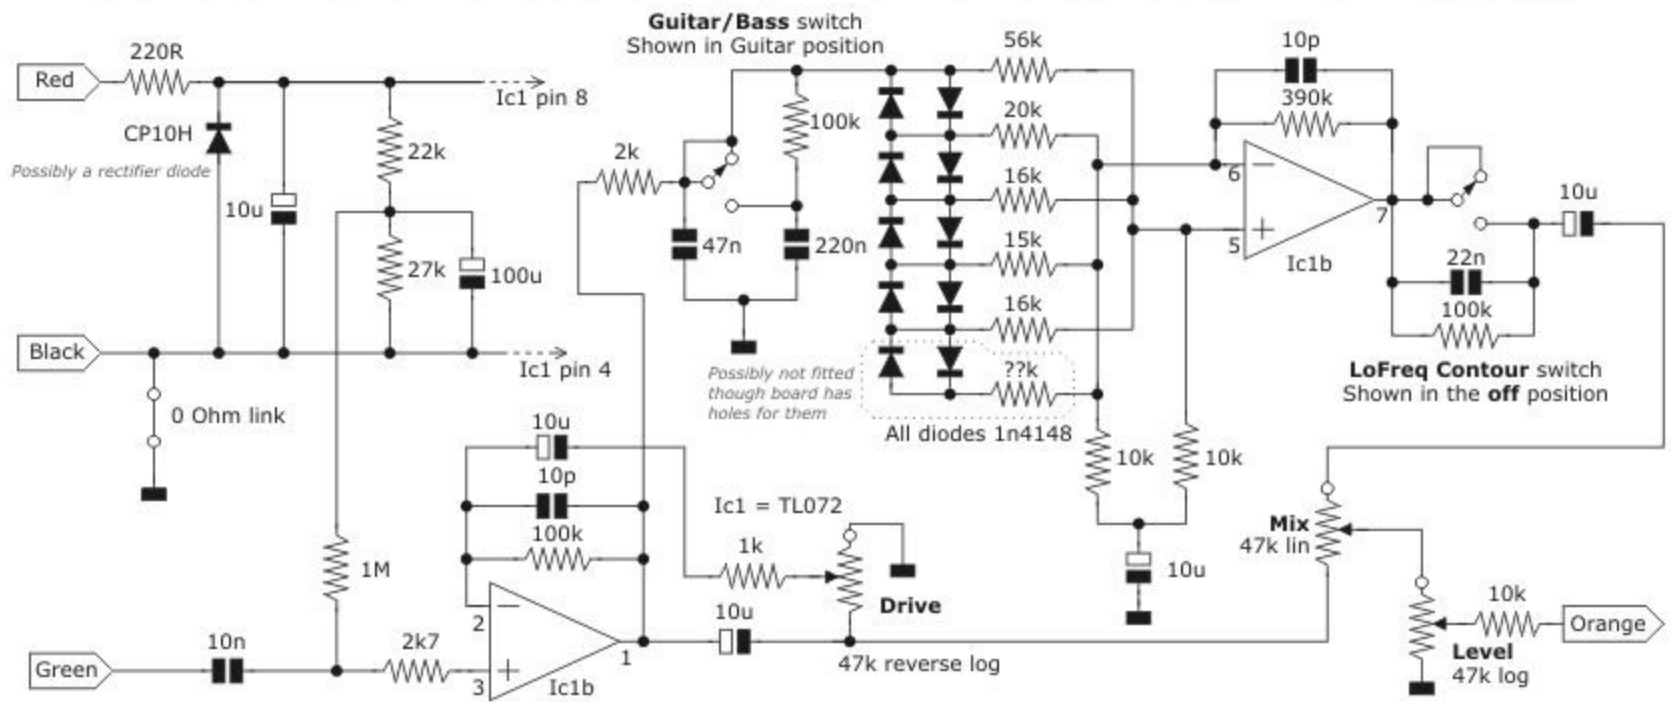 Guitar/Bass switch
Shown in Guitar position
Red
220R
Ic1 pin 8
CP10H
Possibly a rectifier diode
22k
10u
27k
100u
Black
Ic1 pin 4
0 Ohm link
2k
100k
47n
220n
56k
20k
16k
15k
16k
??k
Possibly not fitted
though board has
holes for them
All diodes 1n4148
10k
10k
10u
10p
390k
6
5
7
Ic1b
10u
22n
100k
LoFreq Contour switch
Shown in the off position
10u
10p
100k
Ic1 = TL072
1k
Drive
47k reverse log
10u
1M
Green
10n
2k7
2
3
1
Ic1b
Mix
47k lin
10k
Orange
Level
47k log